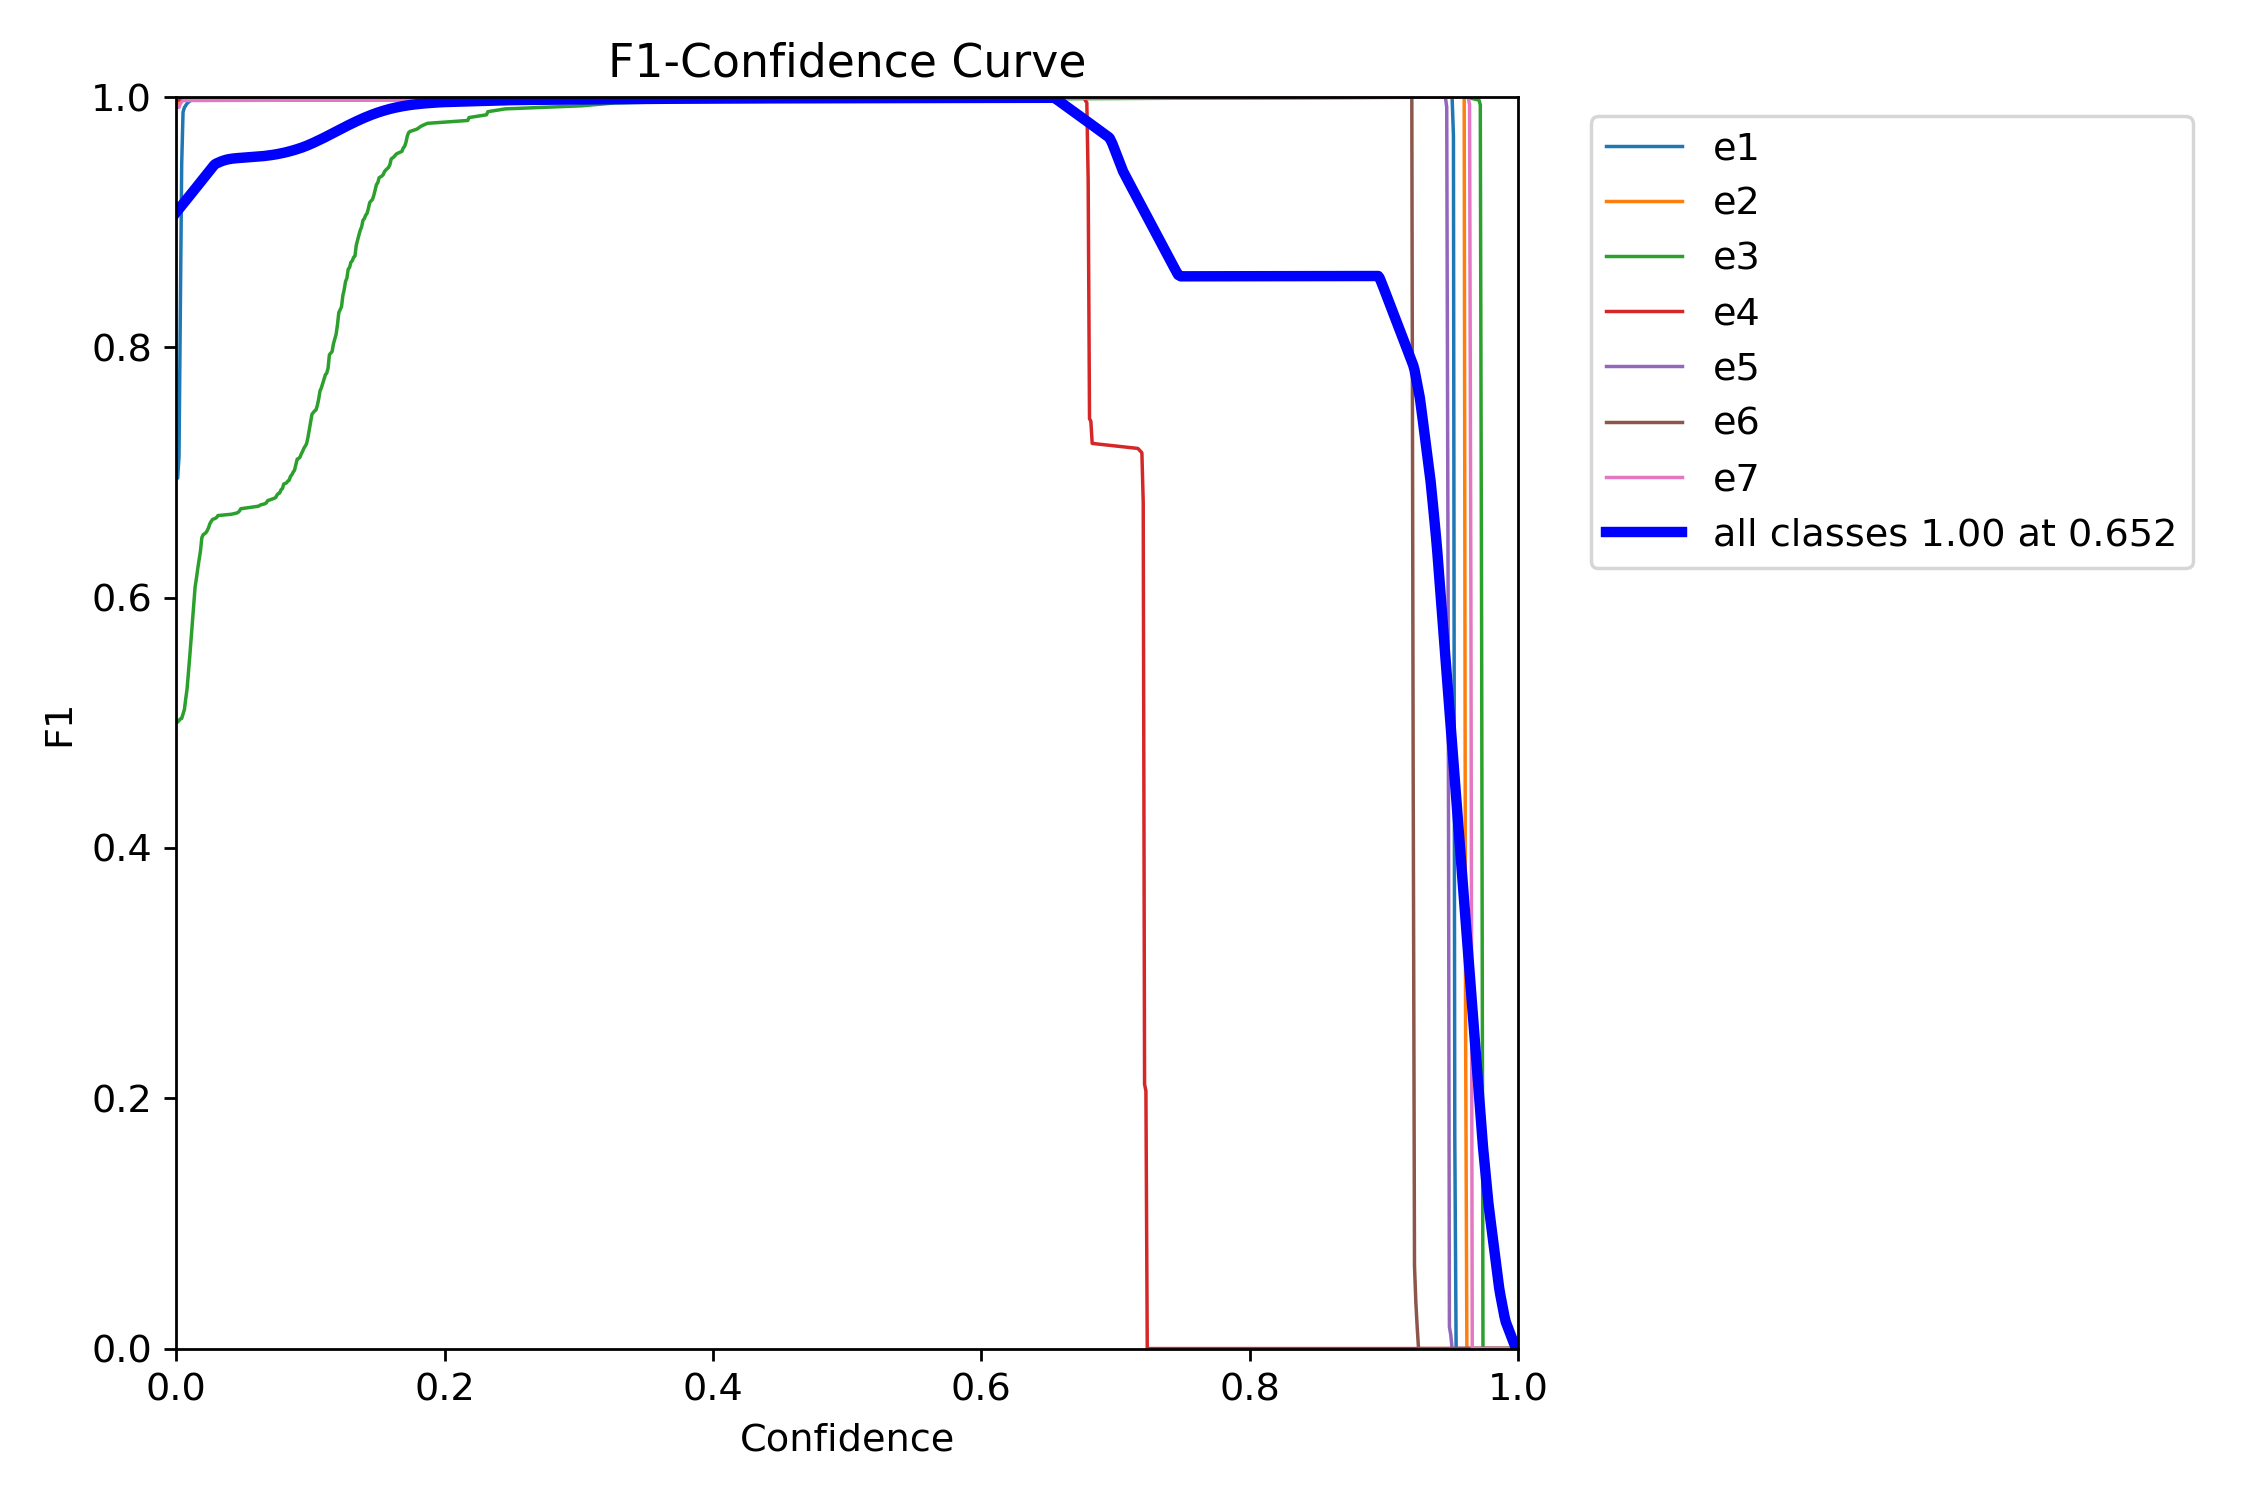 F1-Confidence Curve
1.0
0.8
0.6
0.4
0.2
0.0
F1
0.0 0.2 0.4 0.6 0.8 1.0
Confidence
e1
e2
e3
e4
e5
e6
e7
all classes 1.00 at 0.652